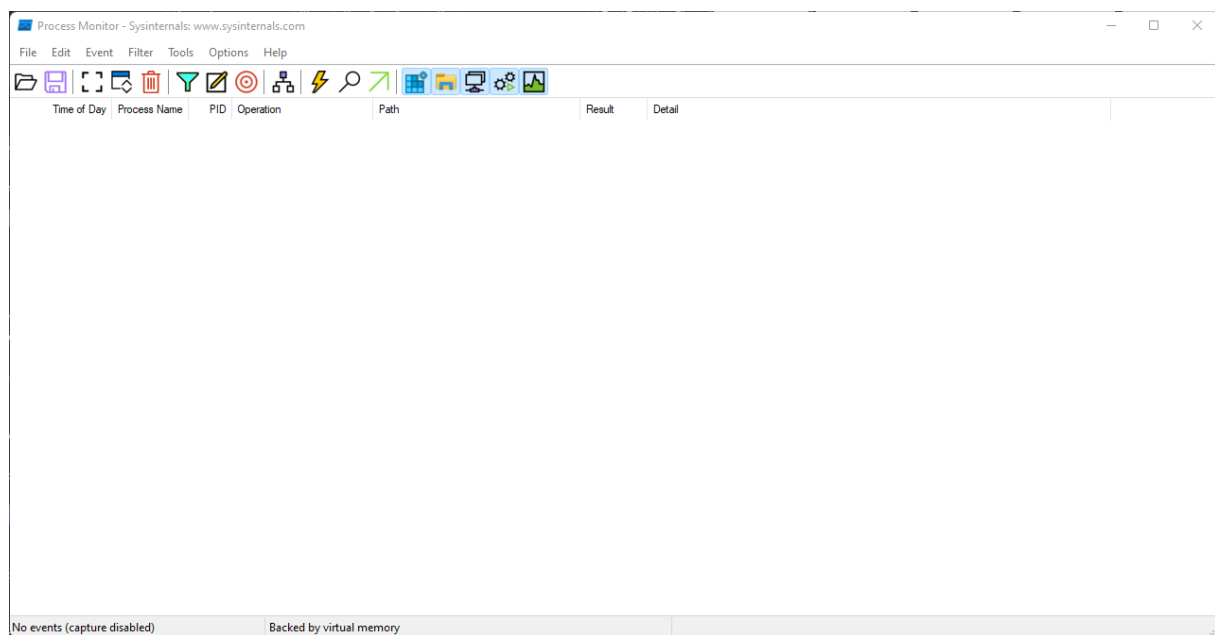 Process Monitor - Sysinternals: www.sysinternals.com
File Edit Event Filter Tools Options Help
Time of Day Process Name PID Operation Path Result Detail
No events (capture disabled) Backed by virtual memory